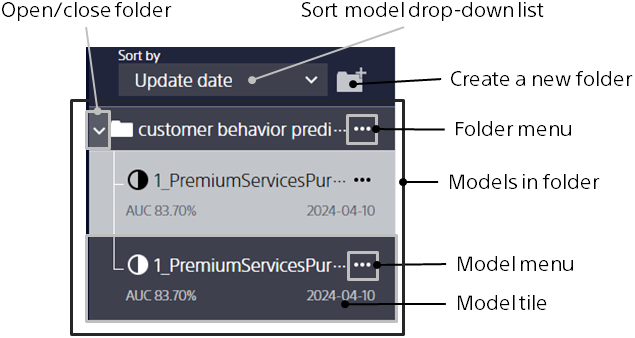 Open/close folder
Sort model drop-down list
Sort by
Update date
Create a new folder
customer behavior predi···
Folder menu
1_PremiumServicesPur···
Models in folder
AUC 83.70%
2024-04-10
1_PremiumServicesPur···
Model menu
AUC 83.70%
2024-04-10
Model tile